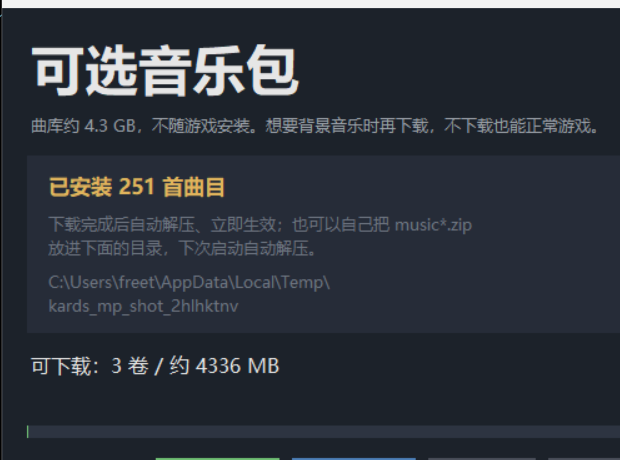 可选音乐包
曲库约 4.3 GB，不随游戏安装。想要背景音乐时再下载，不下载也能正常游戏。
已安装 251 首曲目
下载完成后自动解压、立即生效；也可以自己把 music*.zip
放进下面的目录，下次启动自动解压。
C:\Users\freet\AppData\Local\Temp\
kards_mp_shot_2hlhktnv
可下载：3 卷 / 约 4336 MB